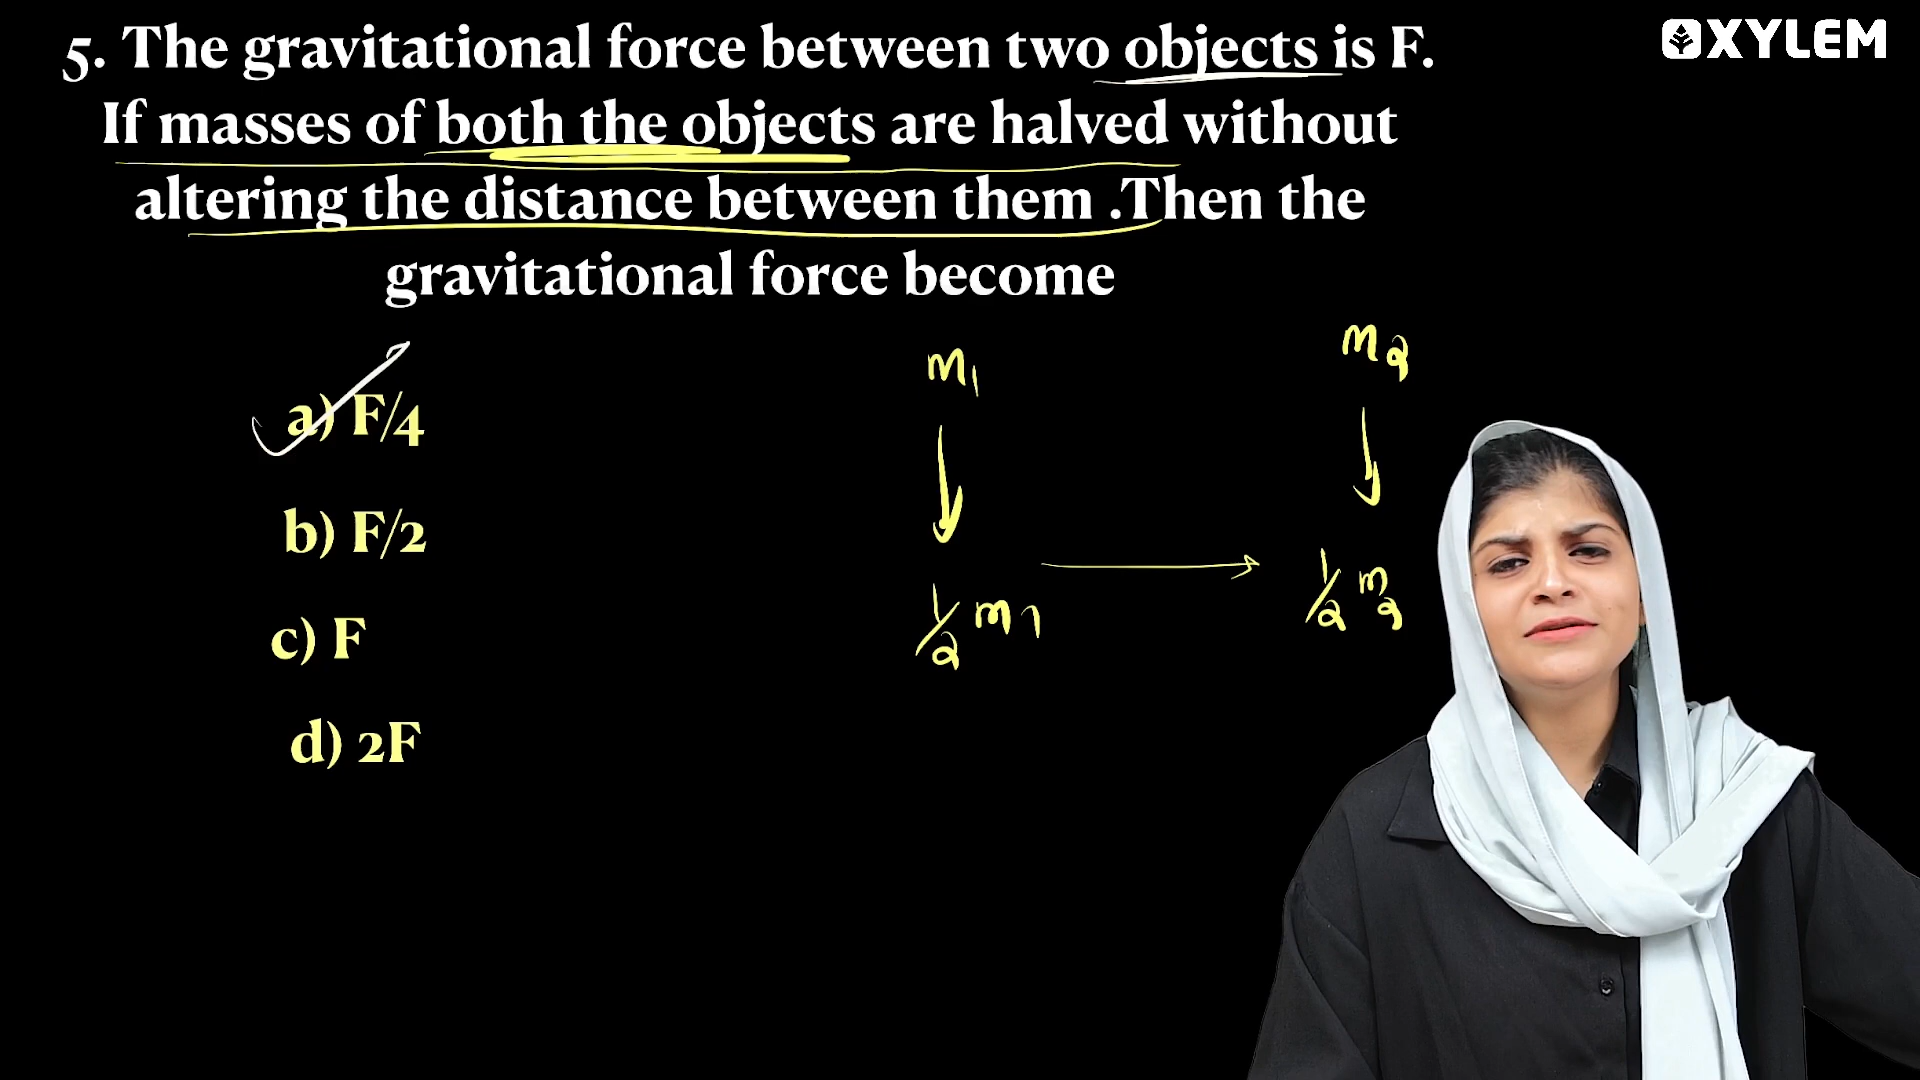 5. The gravitational force between two objects is F.
If masses of both the objects are halved without
altering the distance between them .Then the
gravitational force become
XYLEM
a) F/4
b) F/2
c) F
d) 2F
m1
m2
1/2 m1
1/2 m2